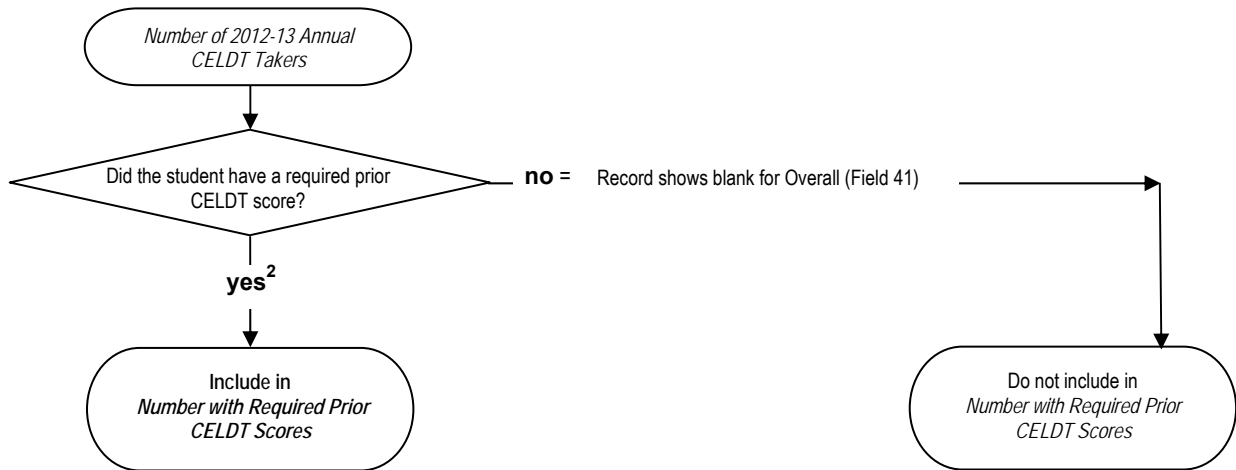 Number of 2012-13 Annual
CELDT Takers
Did the student have a required prior
CELDT score?
no = Record shows blank for Overall (Field 41)
yes²
Include in
Number with Required Prior
CELDT Scores
Do not include in
Number with Required Prior
CELDT Scores